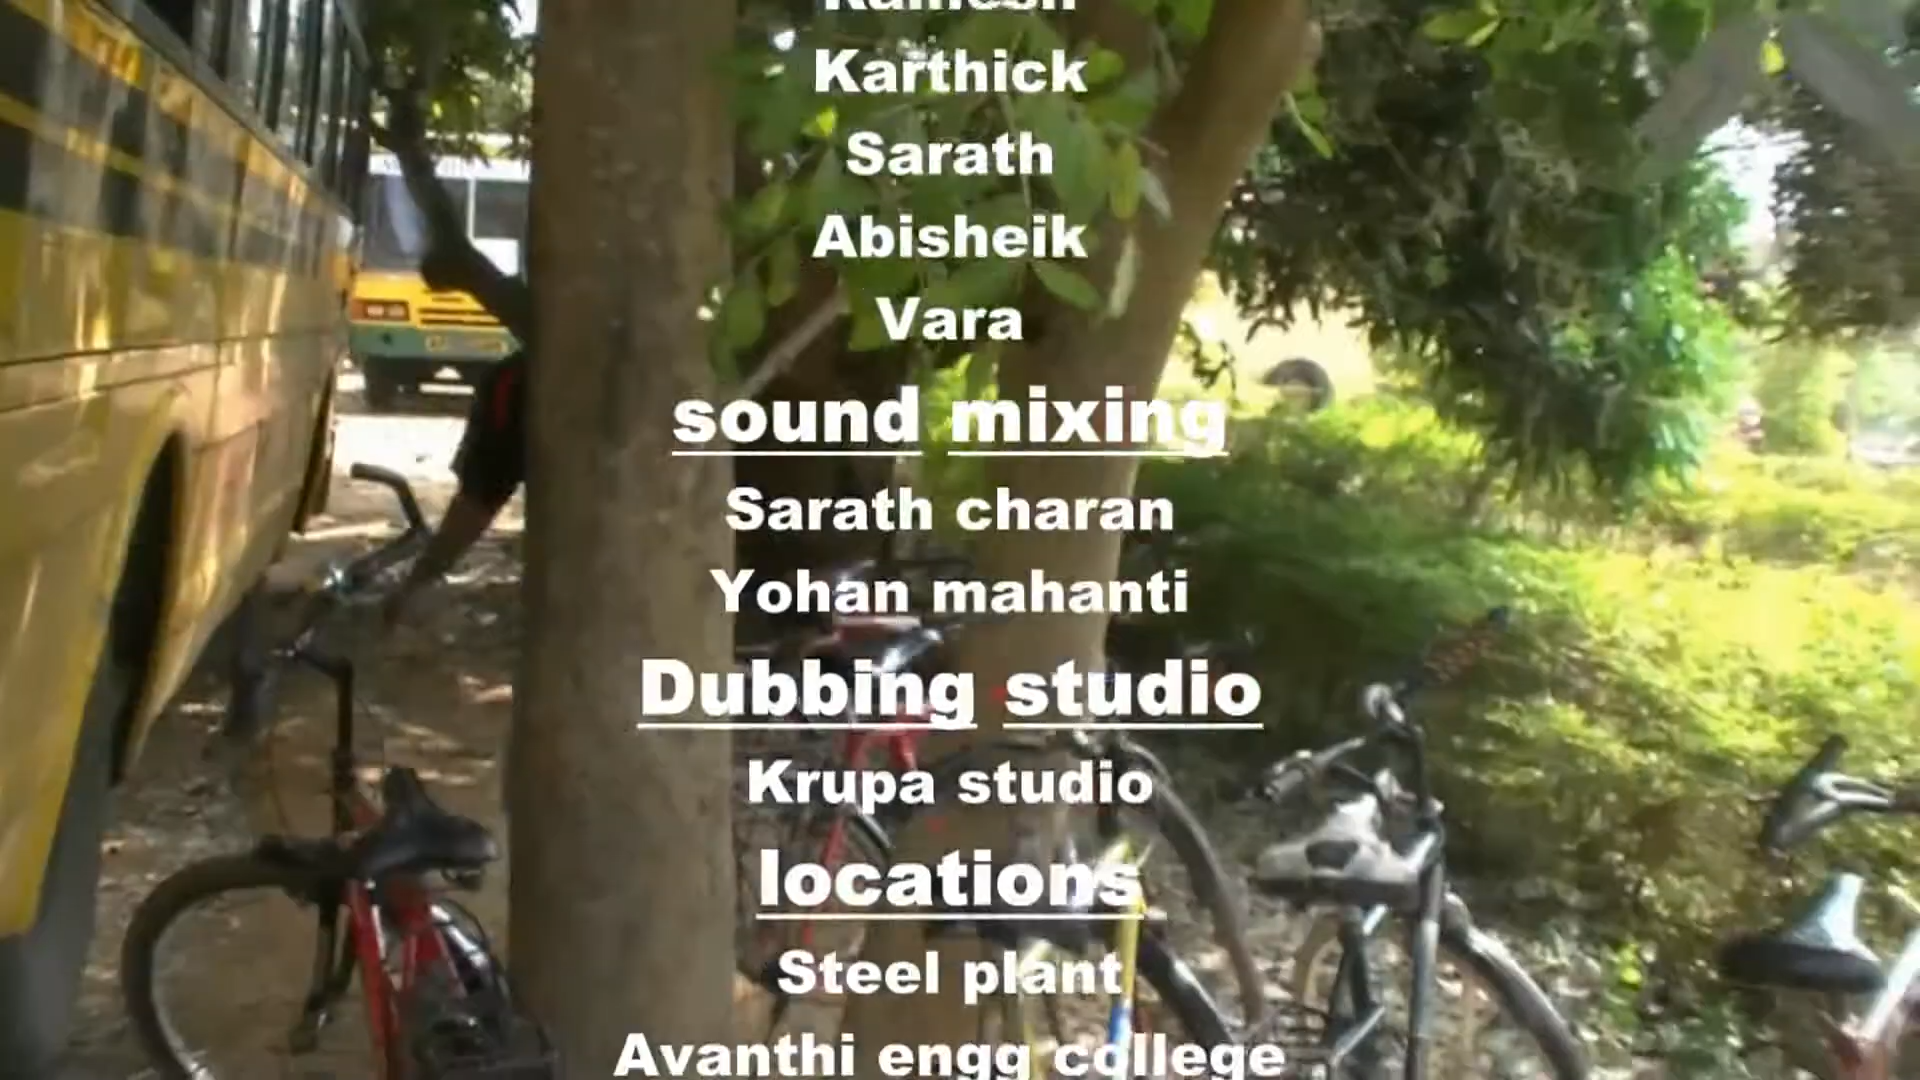 Ramesh
Karthick
Sarath
Abisheik
Vara
sound mixing
Sarath charan
Yohan mahanti
Dubbing studio
Krupa studio
locations
Steel plant
Avanthi engg college